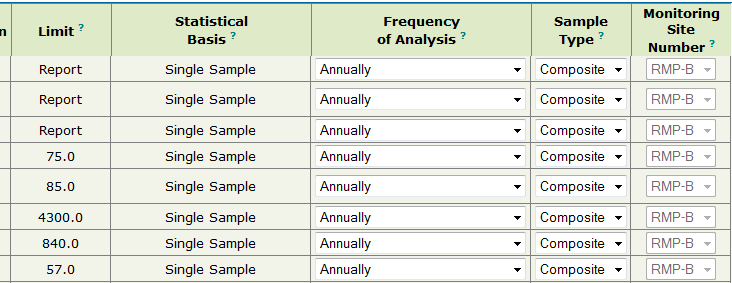 n Limit ? Statistical Basis ? Frequency of Analysis ? Sample Type ? Monitoring Site Number ?
Report Single Sample Annually Composite RMP-B
Report Single Sample Annually Composite RMP-B
Report Single Sample Annually Composite RMP-B
75.0 Single Sample Annually Composite RMP-B
85.0 Single Sample Annually Composite RMP-B
4300.0 Single Sample Annually Composite RMP-B
840.0 Single Sample Annually Composite RMP-B
57.0 Single Sample Annually Composite RMP-B